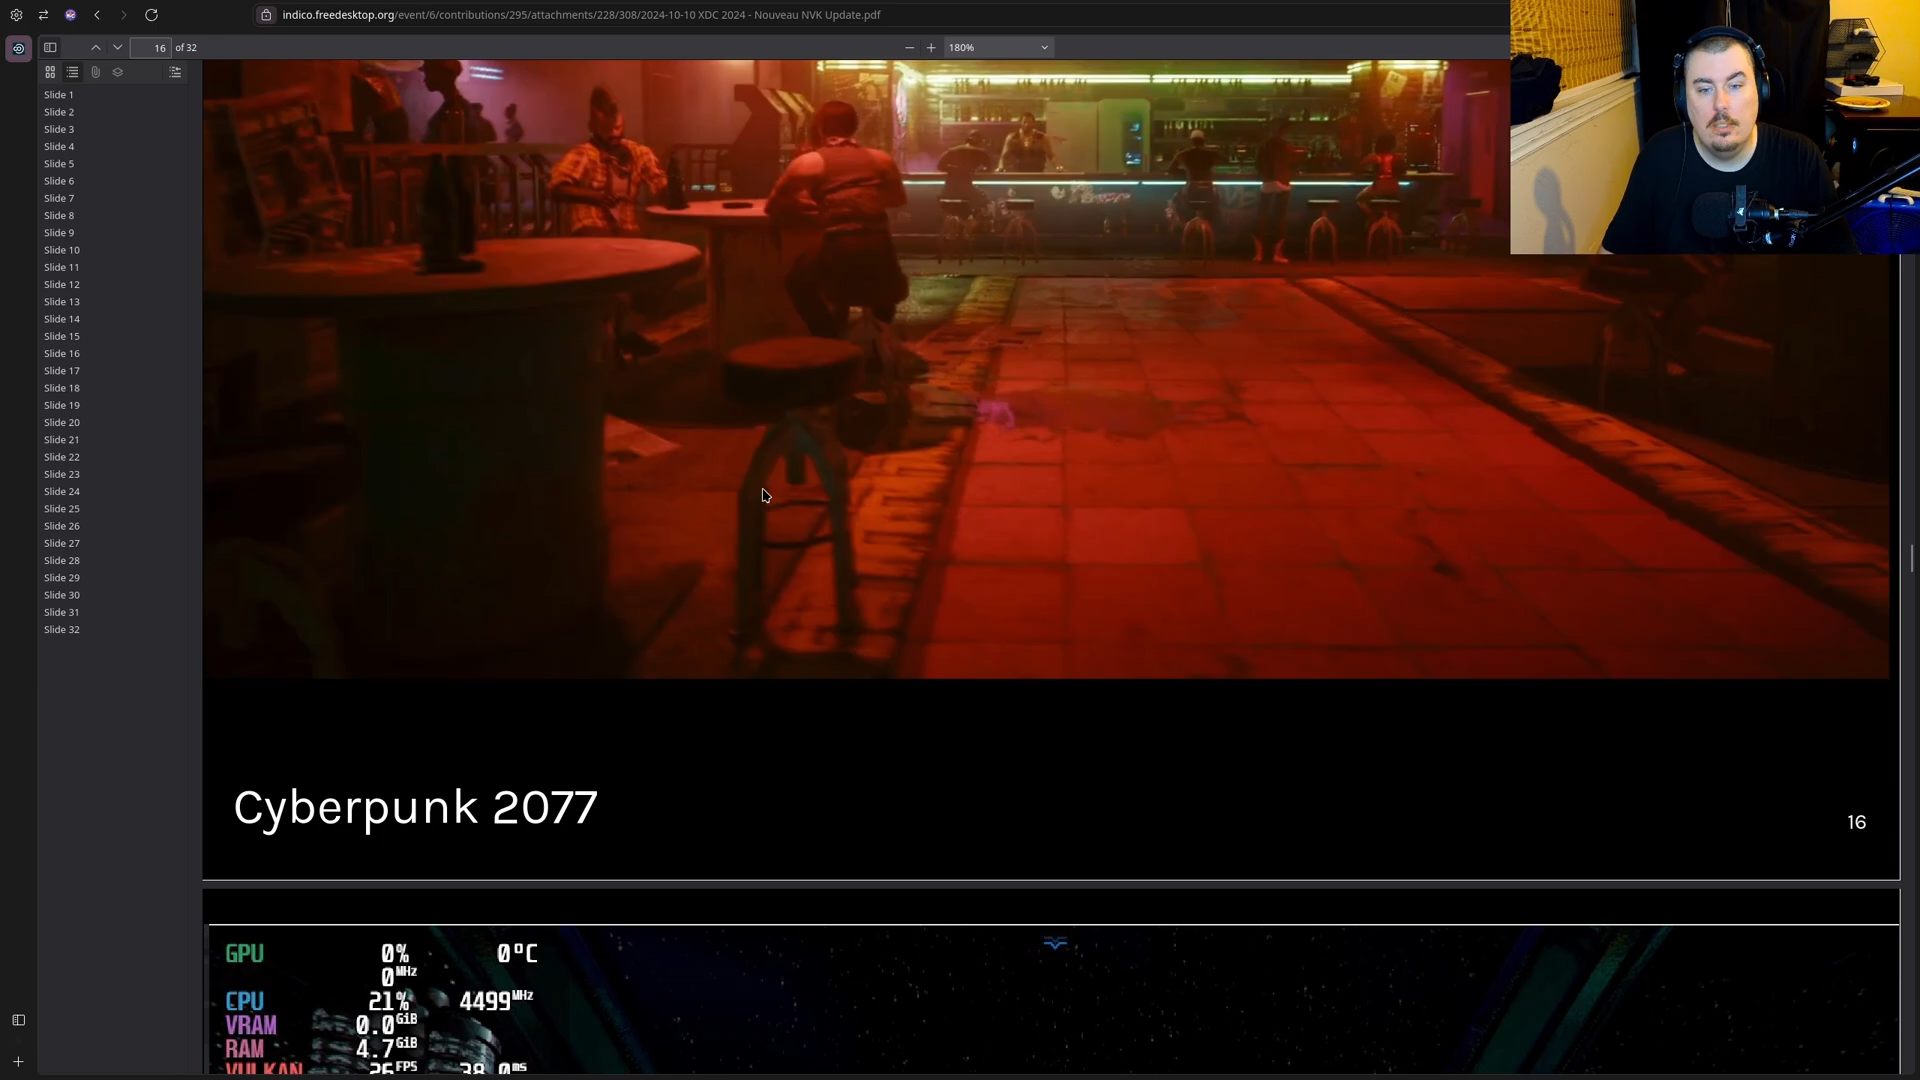 indico.freedesktop.org/event/6/contributions/295/attachments/228/308/2024-10-10 XDC 2024 - Nouveau NVK Update.pdf
16 of 32
180%
Slide 1
Slide 2
Slide 3
Slide 4
Slide 5
Slide 6
Slide 7
Slide 8
Slide 9
Slide 10
Slide 11
Slide 12
Slide 13
Slide 14
Slide 15
Slide 16
Slide 17
Slide 18
Slide 19
Slide 20
Slide 21
Slide 22
Slide 23
Slide 24
Slide 25
Slide 26
Slide 27
Slide 28
Slide 29
Slide 30
Slide 31
Slide 32
Cyberpunk 2077
16
GPU 0% 0°C
0MHz
CPU 21% 4499MHz
VRAM 0.0GiB
RAM 4.7GiB
VULKAN 26FPS 38.0ms